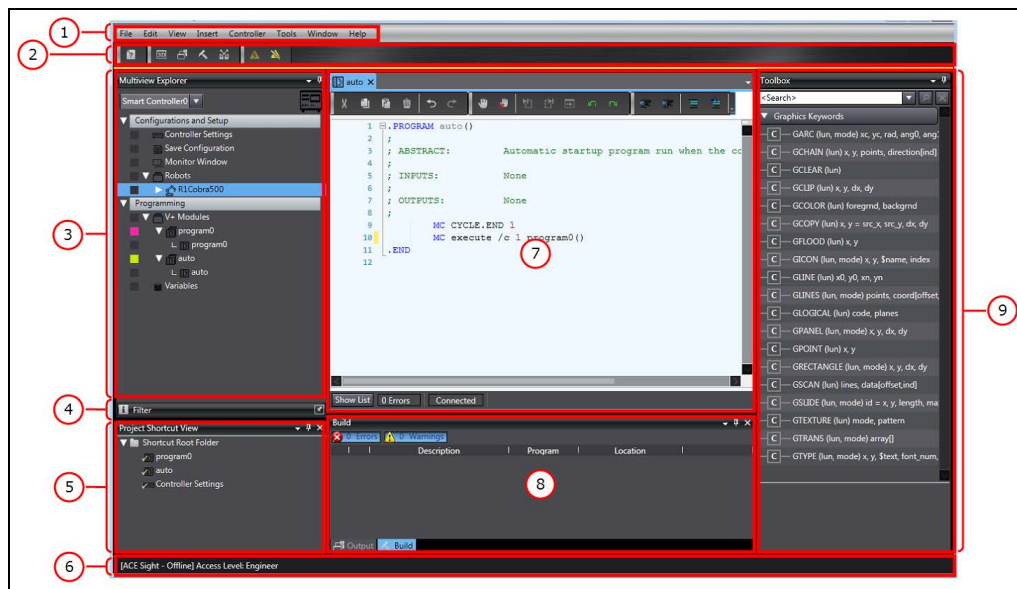 1
File Edit View Insert Controller Tools Window Help
2
3D
Multiview Explorer
Smart Controller0
Configurations and Setup
Controller Settings
Save Configuration
Monitor Window
Robots
R1Cobra500
Programming
V+ Modules
program0
program0
auto
auto
Variables
3
Filter
4
Project Shortcut View
Shortcut Root Folder
program0
auto
Controller Settings
5
[ACE Sight - Offline] Access Level: Engineer
6
auto
1 .PROGRAM auto()
2 ;
3 ; ABSTRACT: Automatic startup program run when the co
4 ;
5 ; INPUTS: None
6 ;
7 ; OUTPUTS: None
8 ;
9 MC CYCLE.END 1
10 MC execute /c 1 program0()
11 .END
12
7
Show List 0 Errors Connected
Build
0 Errors 0 Warnings
Description Program Location
8
Output Build
Toolbox
<Search>
Graphics Keywords
C GARC (lun, mode) xc, yc, rad, ang0, ang
C GCHAIN (lun) x, y, points, direction[ind]
C GCLEAR (lun)
C GCLIP (lun) x, y, dx, dy
C GCOLOR (lun) foregrnd, backgrnd
C GCOPY (lun) x, y = src_x, src_y, dx, dy
C GFLOOD (lun) x, y
C GICON (lun, mode) x, y, $name, index
C GLINE (lun) x0, y0, xn, yn
C GLINES (lun, mode) points, coord[offset,
C GLOGICAL (lun) code, planes
C GPANEL (lun, mode) x, y, dx, dy
C GPOINT (lun) x, y
C GRECTANGLE (lun, mode) x, y, dx, dy
C GSCAN (lun) lines, data[offset,ind]
C GSLIDE (lun, mode) id = x, y, length, ma
C GTEXTURE (lun) mode, pattern
C GTRANS (lun, mode) array[]
C GTYPE (lun, mode) x, y, $text, font_num,
9